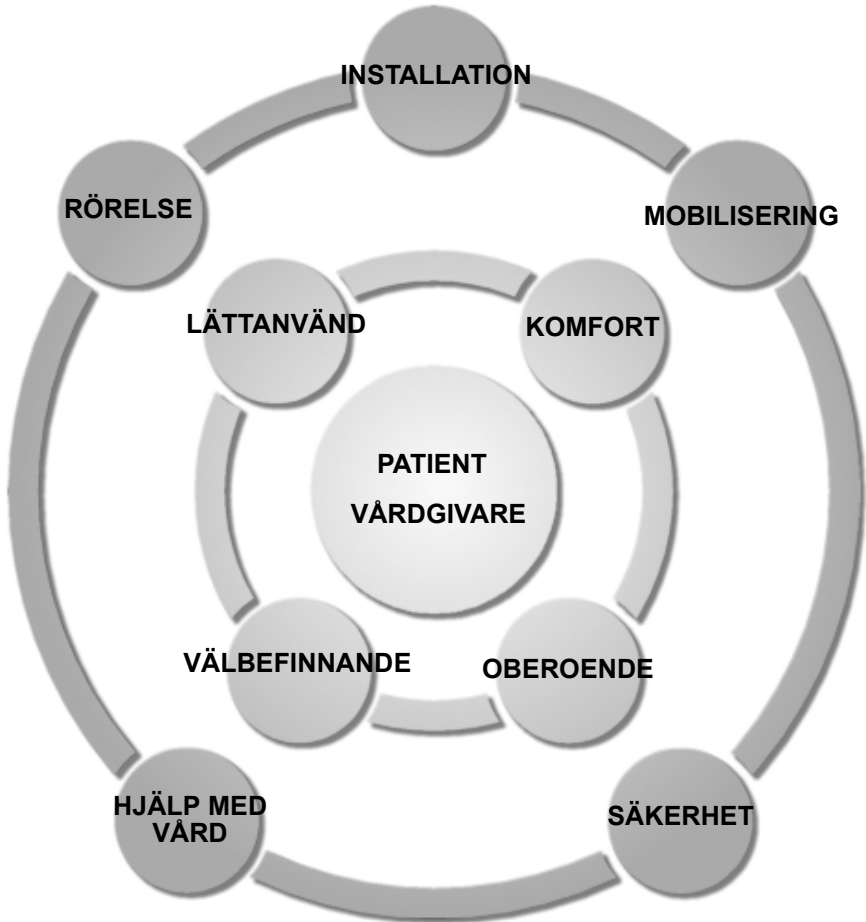 INSTALLATION
RÖRELSE
MOBILISERING
LÄTTANVÄND
KOMFORT
PATIENT
VÅRDGIVARE
VÄLBEFINNANDE
OBEROENDE
HJÄLP MED
VÅRD
SÄKERHET